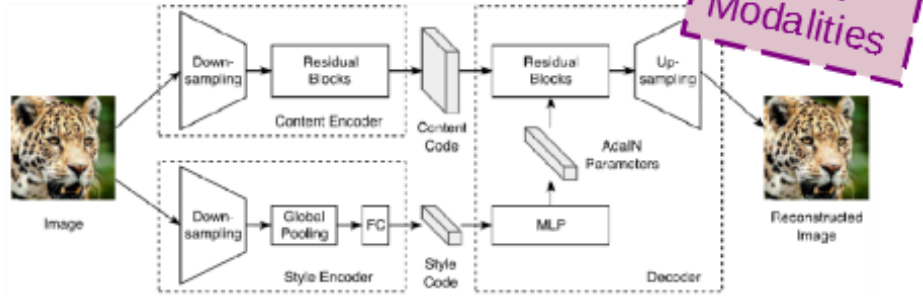 Modalities
Down-
sampling
Residual
Blocks
Content Encoder
Content
Code
Residual
Blocks
Up-
sampling
AdaIN
Parameters
Image
Down-
sampling
Global
Pooling
FC
Style Encoder
Style
Code
MLP
Decoder
Reconstructed
Image